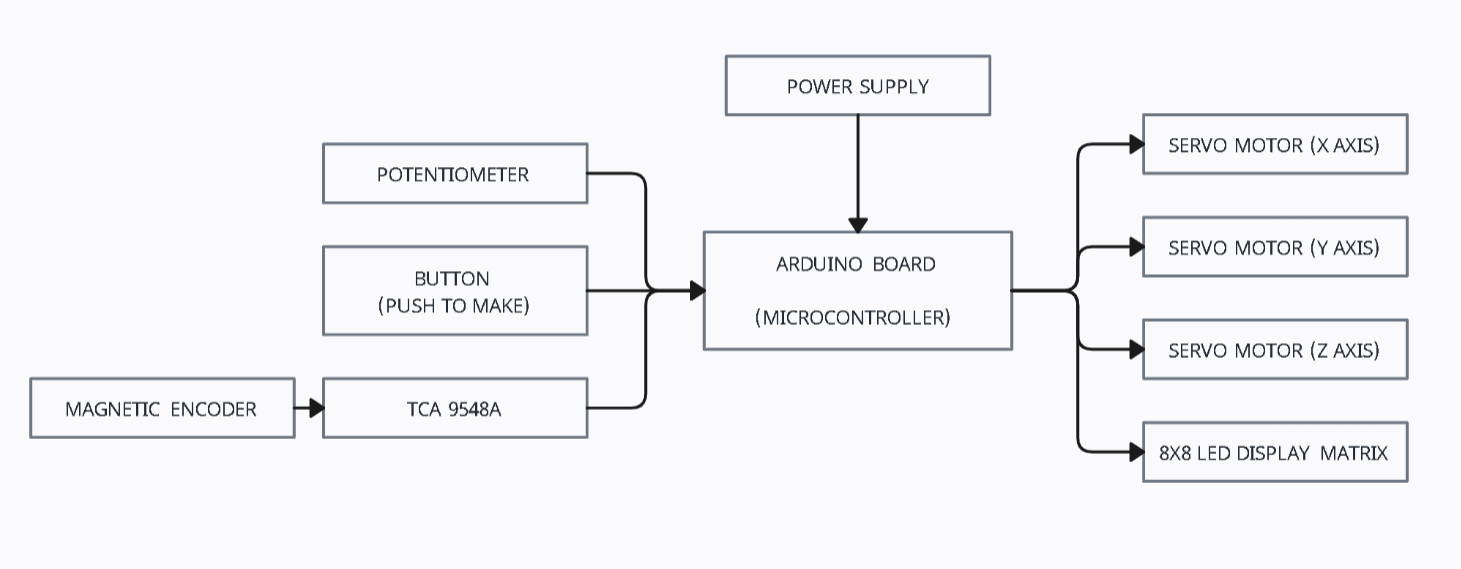 POWER SUPPLY
POTENTIOMETER
BUTTON
(PUSH TO MAKE)
MAGNETIC ENCODER
TCA 9548A
ARDUINO BOARD
(MICROCONTROLLER)
SERVO MOTOR (X AXIS)
SERVO MOTOR (Y AXIS)
SERVO MOTOR (Z AXIS)
8X8 LED DISPLAY MATRIX